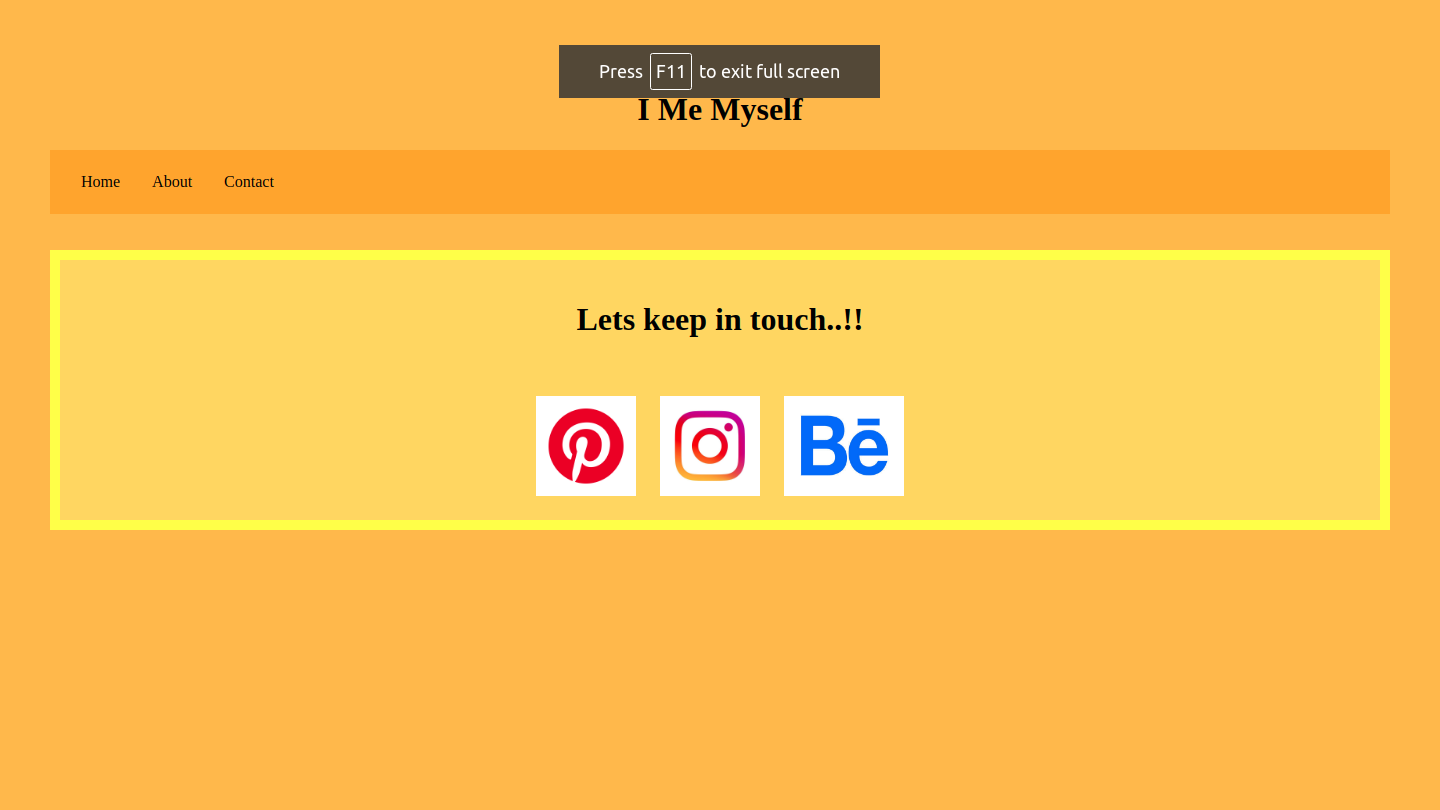 Press F11 to exit full screen
I Me Myself
Home About Contact
Lets keep in touch..!!
Bē